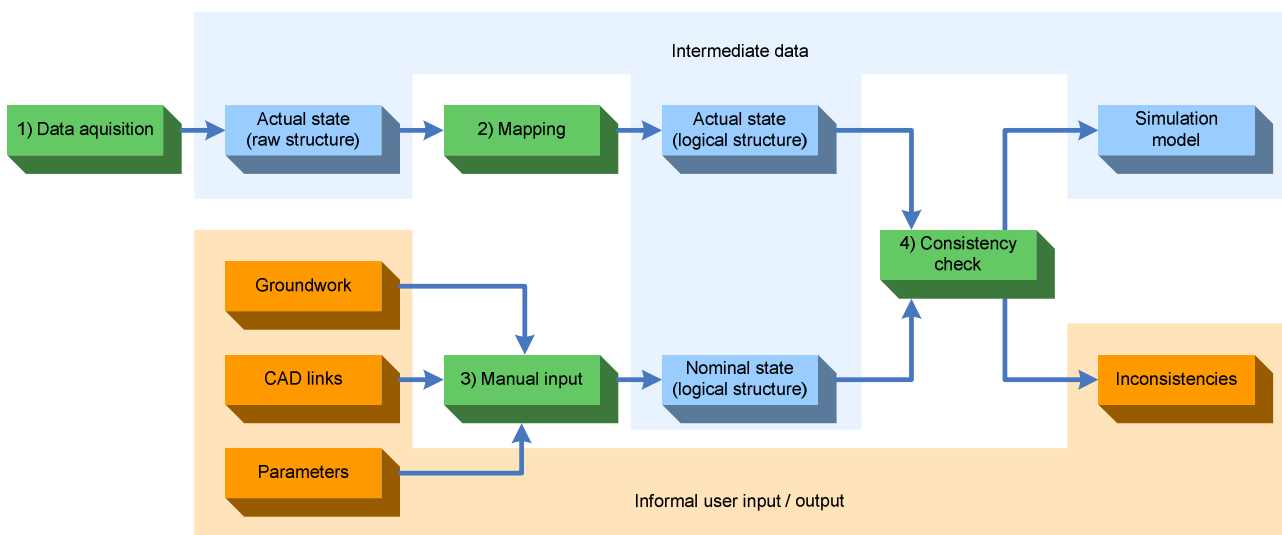 Intermediate data
1) Data aquisition
Actual state
(raw structure)
2) Mapping
Actual state
(logical structure)
Simulation
model
4) Consistency
check
Groundwork
CAD links
3) Manual input
Nominal state
(logical structure)
Inconsistencies
Parameters
Informal user input / output